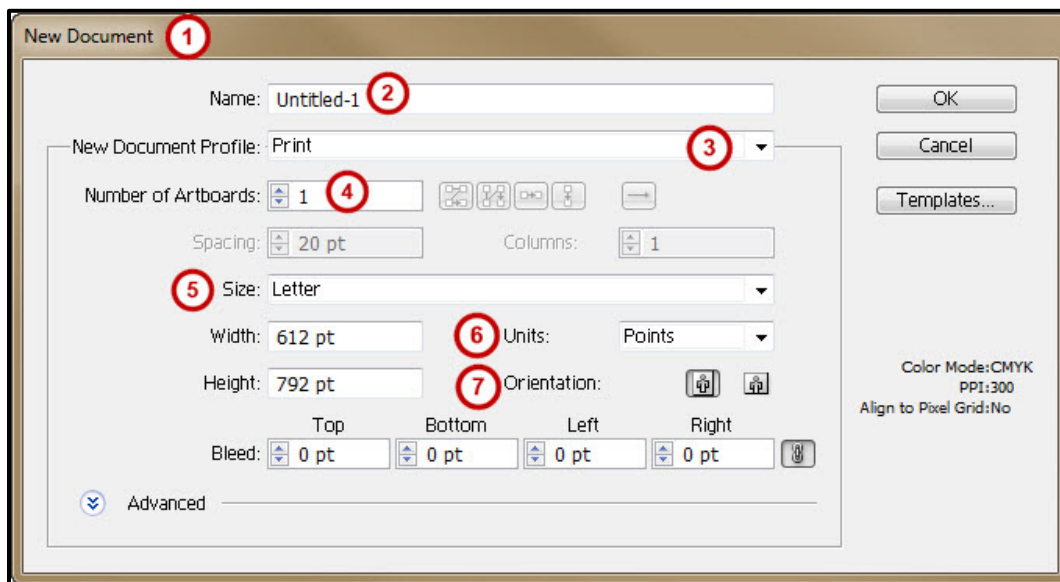 New Document 1
Name: Untitled-1 2
New Document Profile: Print 3
Number of Artboards: 1 4
Spacing: 20 pt Columns: 1
5 Size: Letter
Width: 612 pt 6 Units: Points
Height: 792 pt 7 Orientation:
Top Bottom Left Right
Bleed: 0 pt 0 pt 0 pt 0 pt
Advanced
OK
Cancel
Templates...
Color Mode:CMYK
PPI:300
Align to Pixel Grid:No